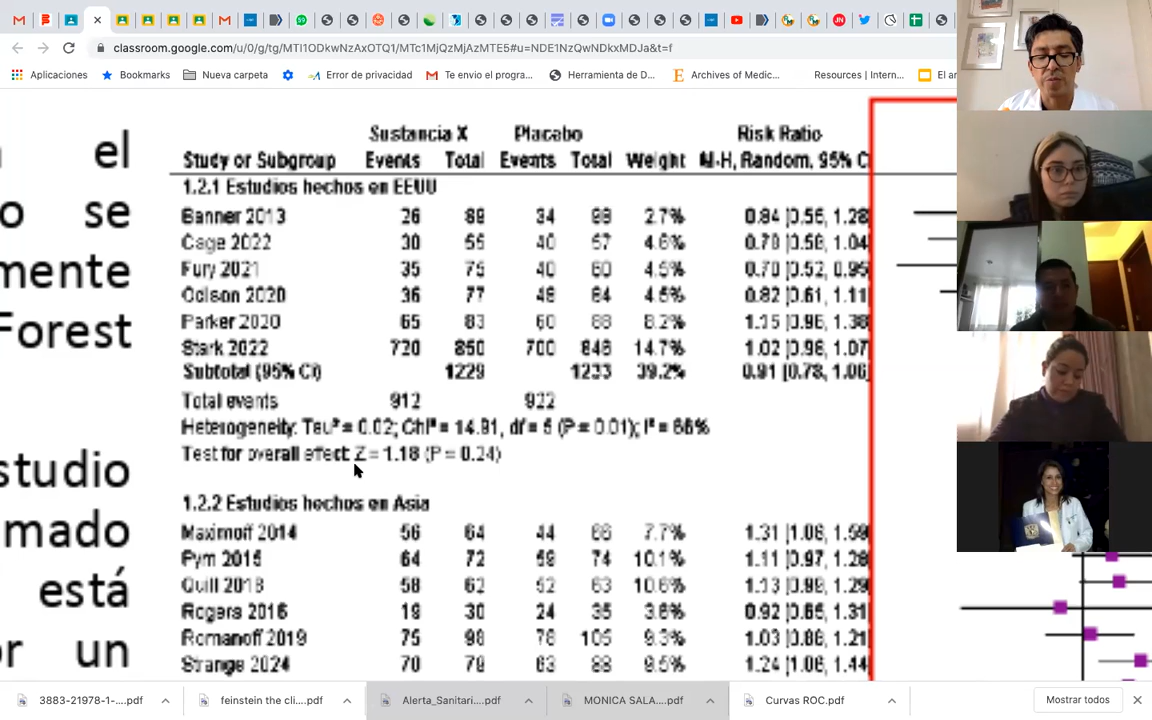 classroom.google.com/u/0/g/tg/MTI1ODkwNzAxOTQ1/MTc1MjQzMjAzMTE5#u=NDE1NzQwNDkxMDJa&t=f
Aplicaciones Bookmarks Nueva carpeta Error de privacidad Te envio el progra... Herramienta de D... Archives of Medic... Resources | Intern... El ar
el
o se
mente
Forest
studio
mado
está
or un
Sustancia X Placebo Risk Ratio
Study or Subgroup Events Total Events Total Weight M-H, Random, 95% C
1.2.1 Estudios hechos en EEUU
Banner 2013 26 89 34 98 2.7% 0.84 [0.55, 1.28
Cage 2022 30 55 40 57 4.6% 0.78 [0.58, 1.04
Fury 2021 35 75 40 60 4.5% 0.70 [0.52, 0.95
Colson 2020 36 77 48 84 4.5% 0.82 [0.61, 1.11
Parker 2020 65 83 60 88 8.2% 1.15 [0.96, 1.38
Stark 2022 720 850 700 846 14.7% 1.02 [0.98, 1.07
Subtotal (95% CI) 1229 1233 39.2% 0.91 [0.78, 1.06]
Total events 912 922
Heterogeneity: Tau² = 0.02; Chi² = 14.81, df = 5 (P = 0.01); I² = 66%
Test for overall effect: Z = 1.18 (P = 0.24)
1.2.2 Estudios hechos en Asia
Maximoff 2014 56 64 44 66 7.7% 1.31 [1.08, 1.59
Pym 2015 64 72 59 74 10.1% 1.11 [0.97, 1.28
Quill 2018 58 62 52 63 10.6% 1.13 [0.99, 1.29
Rogers 2016 19 30 24 35 3.6% 0.92 [0.65, 1.31
Romanoff 2019 75 98 78 105 9.3% 1.03 [0.88, 1.21
Strange 2024 70 78 63 88 9.5% 1.24 [1.06, 1.44
3883-21978-1-....pdf feinstein the cli....pdf Alerta_Sanitari....pdf MONICA SALA....pdf Curvas ROC.pdf Mostrar todos